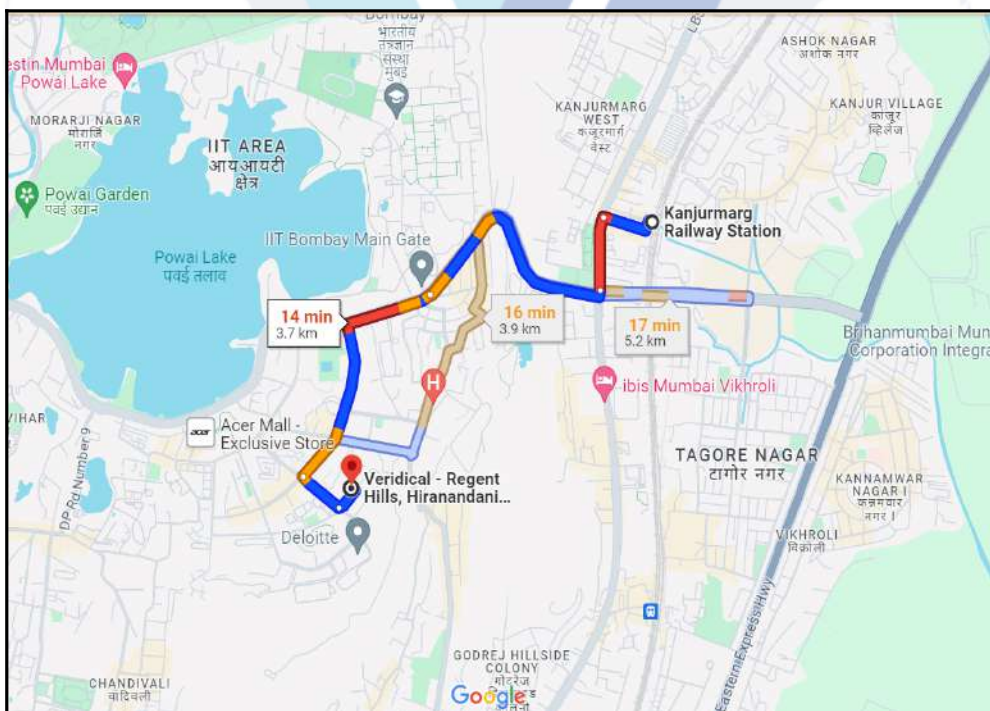 Bombay
भारतीय
तंत्रज्ञान
संस्था
मुंबई
ASHOK NAGAR
अशोक नगर
estin Mumbai
Powai Lake
KANJURMARG
WEST
कांजुरमार्ग
वेस्ट
KANJUR VILLAGE
कांजूर
व्हिलेज
MORARJI NAGAR
मोरारजि
नगर
IIT AREA
आयआयटी
क्षेत्र
Powai Garden
पवई उद्यान
Kanjurmarg
Railway Station
IIT Bombay Main Gate
Powai Lake
पवई तलाव
14 min
3.7 km
16 min
3.9 km
17 min
5.2 km
Brihanmumbai Mun
Corporation Integra
H
ibis Mumbai Vikhroli
VIHAR
acer
Acer Mall -
Exclusive Store
TAGORE NAGAR
टागोर नगर
DP Rd Number 9
Veridical - Regent
Hills, Hiranandani...
KANNAMWAR
NAGAR I
कन्नमवार
नगर I
Deloitte
VIKHROLI
विक्रोली
Eastern Express Hwy
GODREJ HILLSIDE
COLONY
गोदरेज
CHANDIVALI
चांदिवली
Google